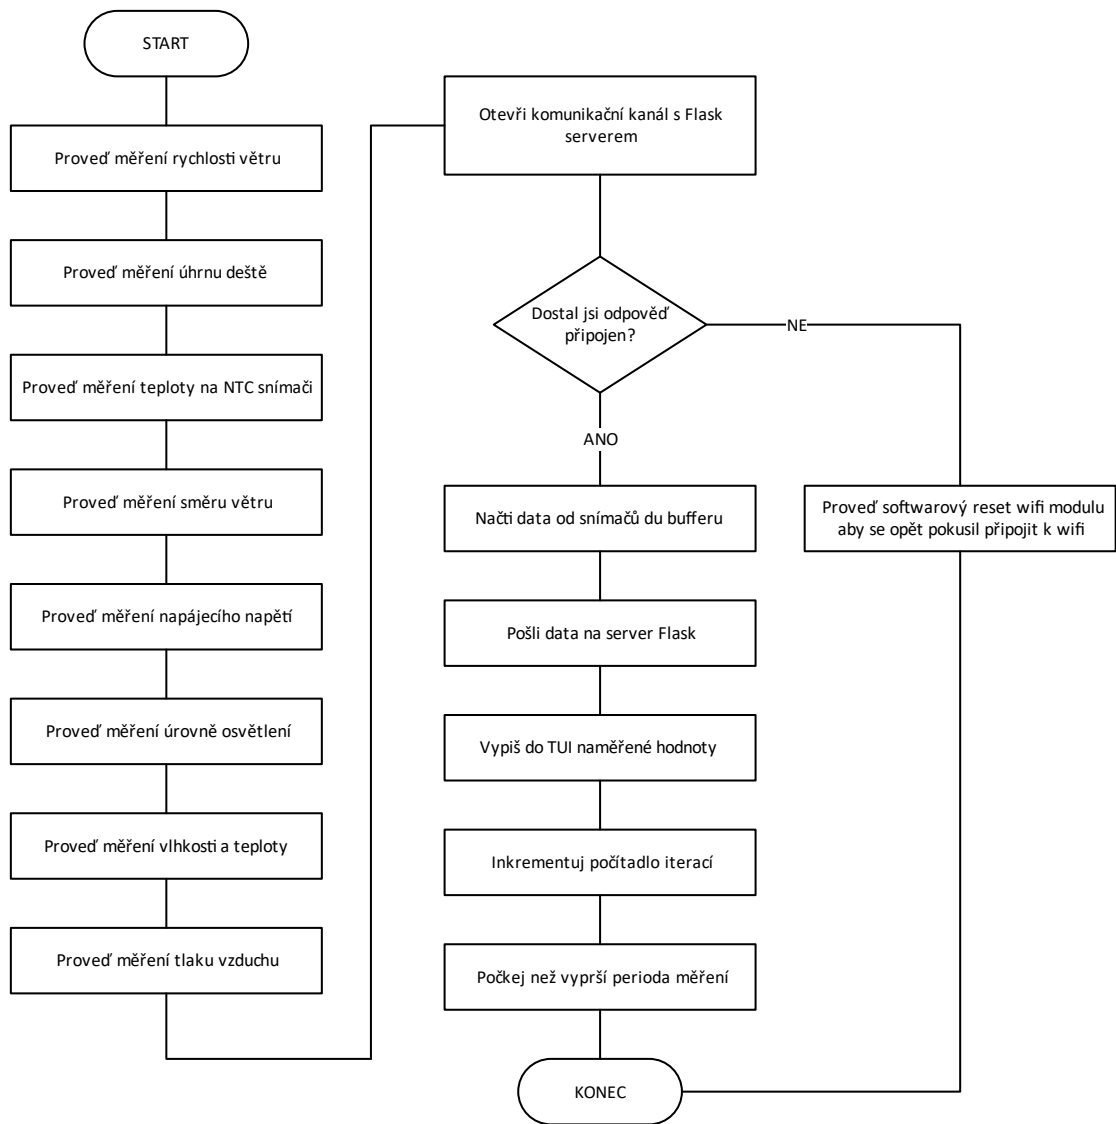 START
Proveď měření rychlosti větru
Proveď měření úhrnu deště
Proveď měření teploty na NTC snímači
Proveď měření směru větru
Proveď měření napájecího napětí
Proveď měření úrovně osvětlení
Proveď měření vlhkosti a teploty
Proveď měření tlaku vzduchu
Otevři komunikační kanál s Flask
serverem
Dostal jsi odpověď
připojen?
NE
ANO
Načti data od snímačů du bufferu
Proveď softwarový reset wifi modulu
aby se opět pokusil připojit k wifi
Pošli data na server Flask
Vypiš do TUI naměřené hodnoty
Inkrementuj počítadlo iterací
Počkej než vyprší perioda měření
KONEC